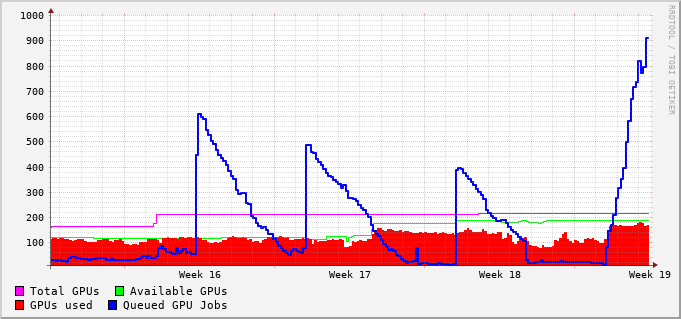 1000
900
800
700
600
500
400
300
200
100
Week 16 Week 17 Week 18 Week 19
Total GPUs Available GPUs
GPUs used Queued GPU Jobs
RRDTOOL / TOBI OETIKER